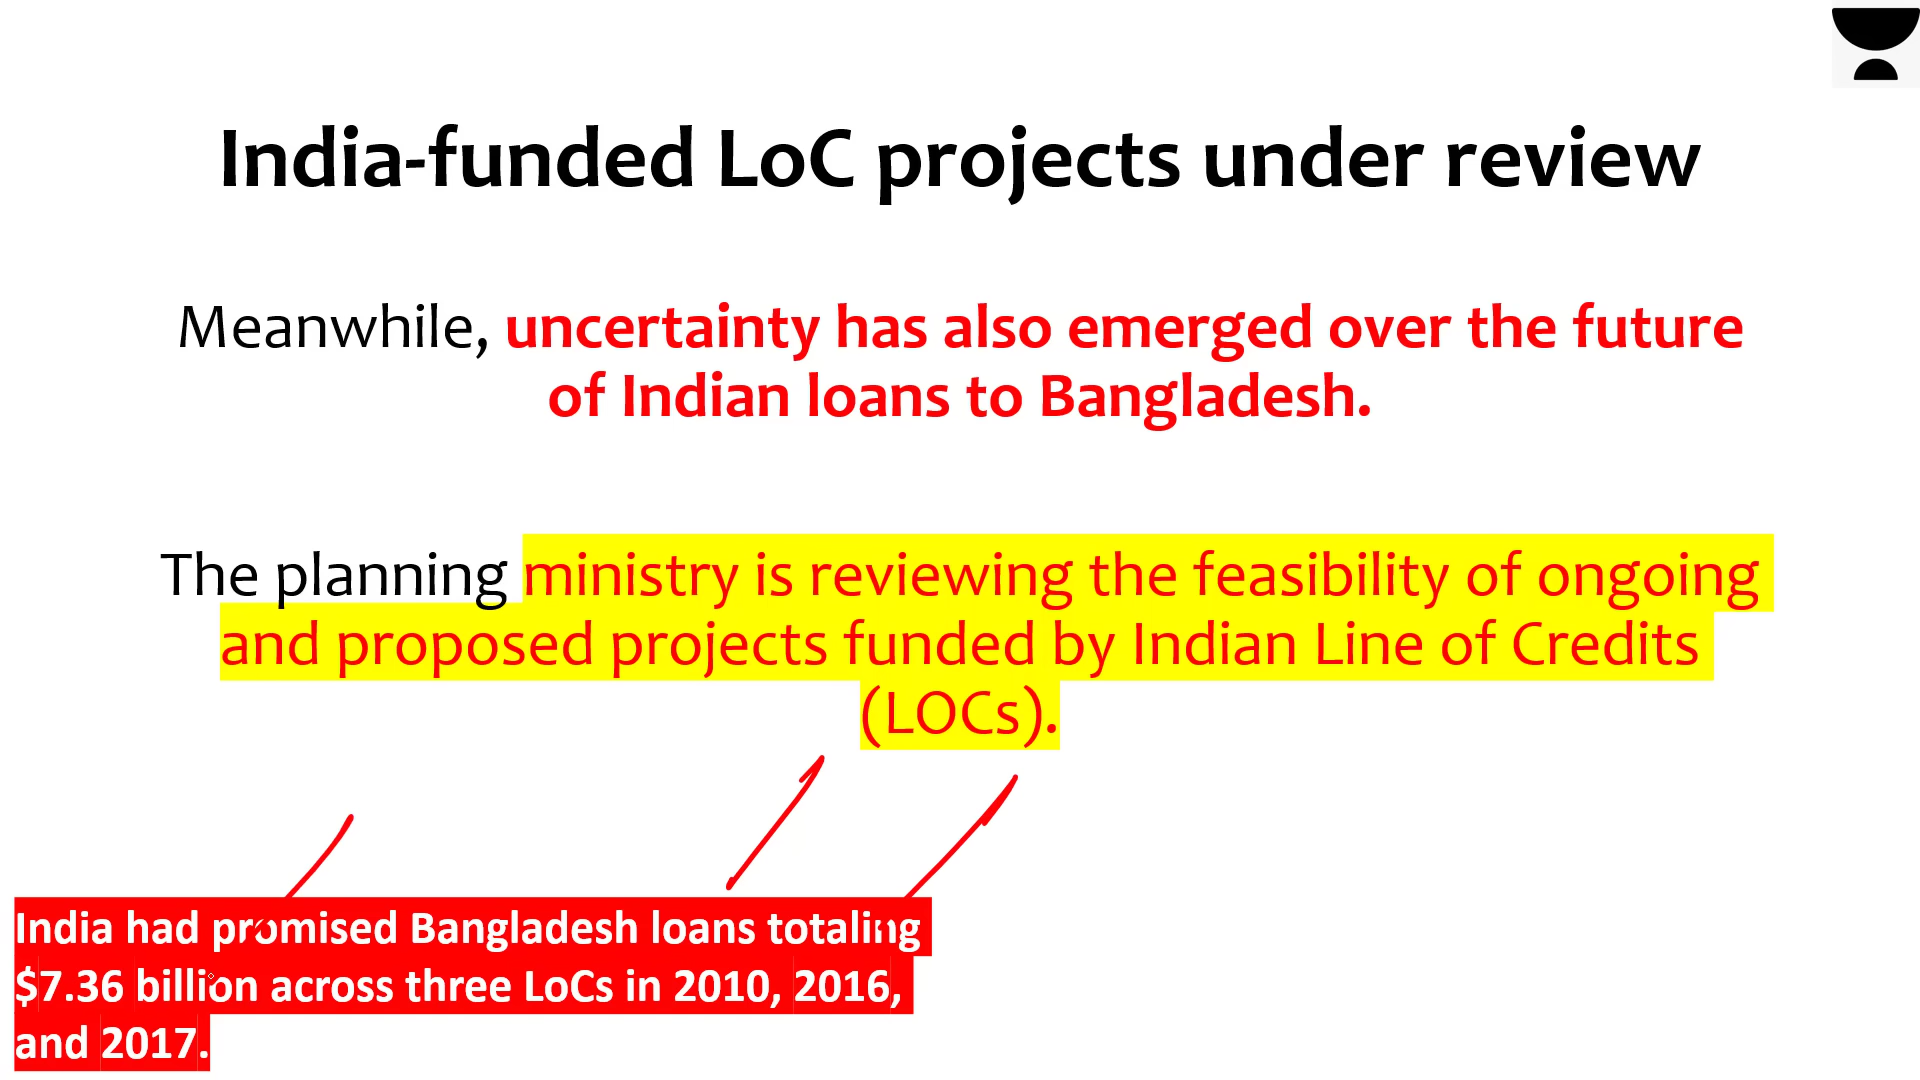 India-funded LoC projects under review
Meanwhile, uncertainty has also emerged over the future
of Indian loans to Bangladesh.
The planning ministry is reviewing the feasibility of ongoing
and proposed projects funded by Indian Line of Credits
(LOCs).
India had promised Bangladesh loans totaling
$7.36 billion across three LoCs in 2010, 2016,
and 2017.